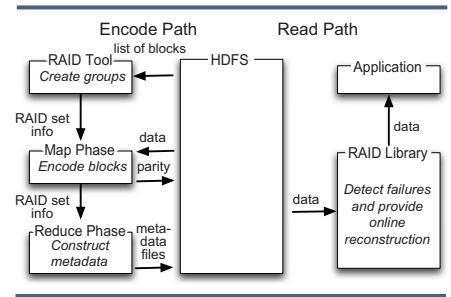 Encode Path
Read Path
list of blocks
RAID Tool
Create groups
HDFS
Application
RAID set
info
data
data
Map Phase
Encode blocks
parity
RAID Library
Detect failures
and provide
online
reconstruction
RAID set
info
data
Reduce Phase
Construct
metadata
meta-
data
files